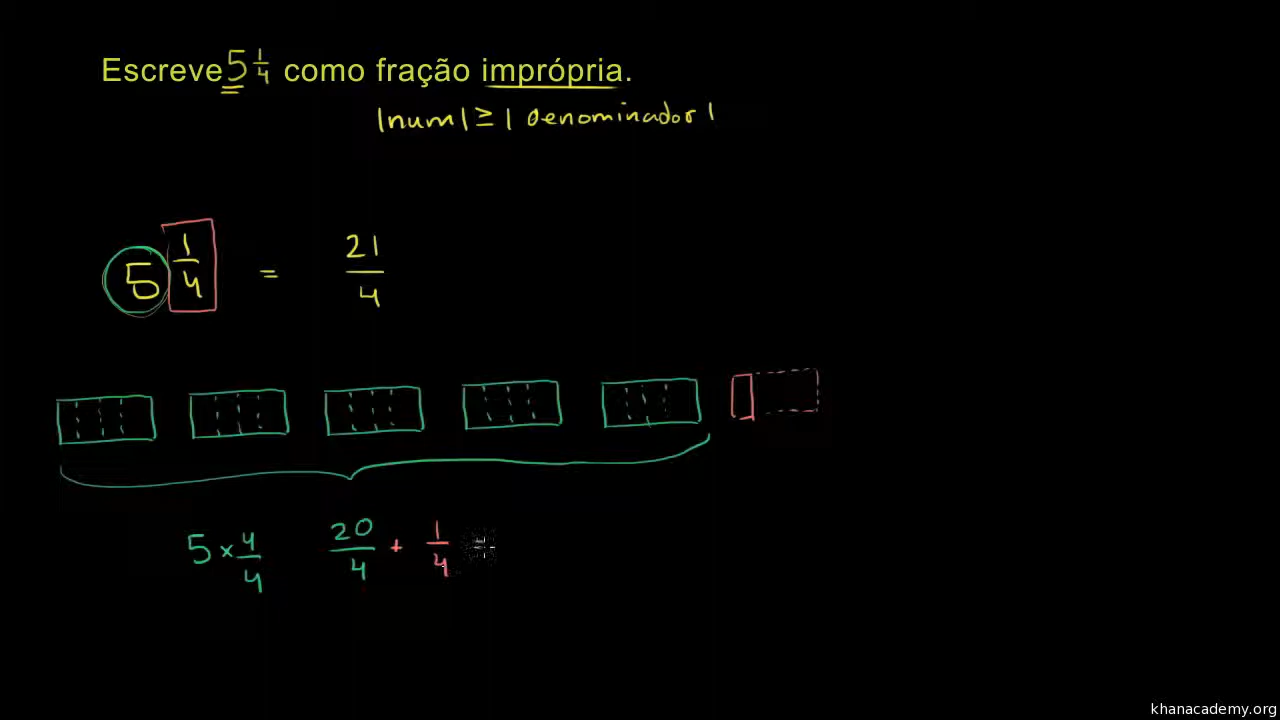 Escreve 5 1/4 como fração imprópria.
|num| ≥ | denominador |
5 1/4 = 21/4
5 × 4/4 20/4 + 1/4 =
khanacademy.org